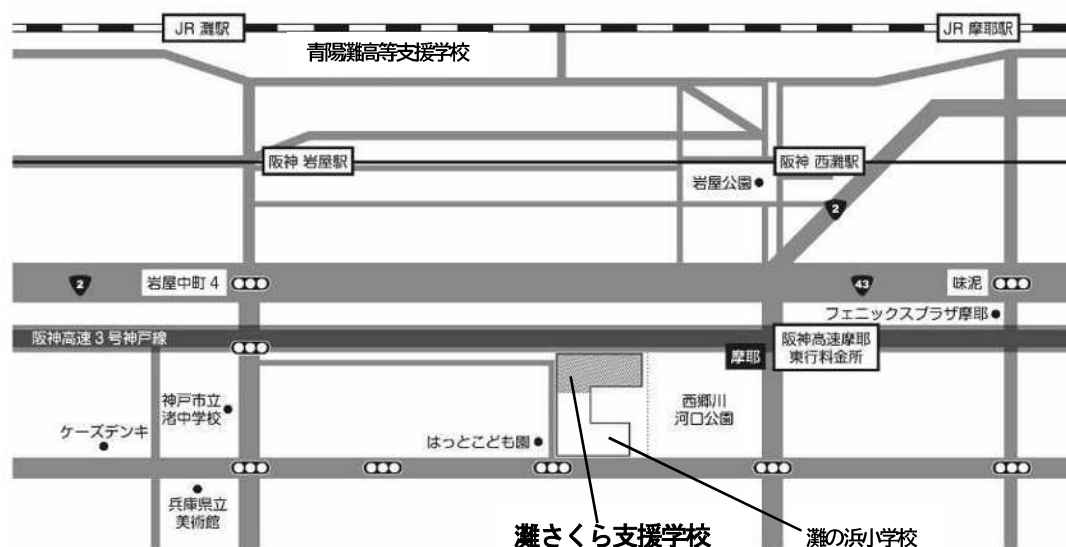 JR 灘駅
JR 摩耶駅
青陽灘高等支援学校
阪神 岩屋駅
阪神 西灘駅
岩屋公園
2
2
岩屋中町 4
43
味泥
フェニックスプラザ摩耶
阪神高速 3 号神戸線
摩耶
阪神高速摩耶
東行料金所
神戸市立
渚中学校
西郷川
河口公園
ケーズデンキ
はっとこども園
兵庫県立
美術館
灘さくら支援学校
灘の浜小学校